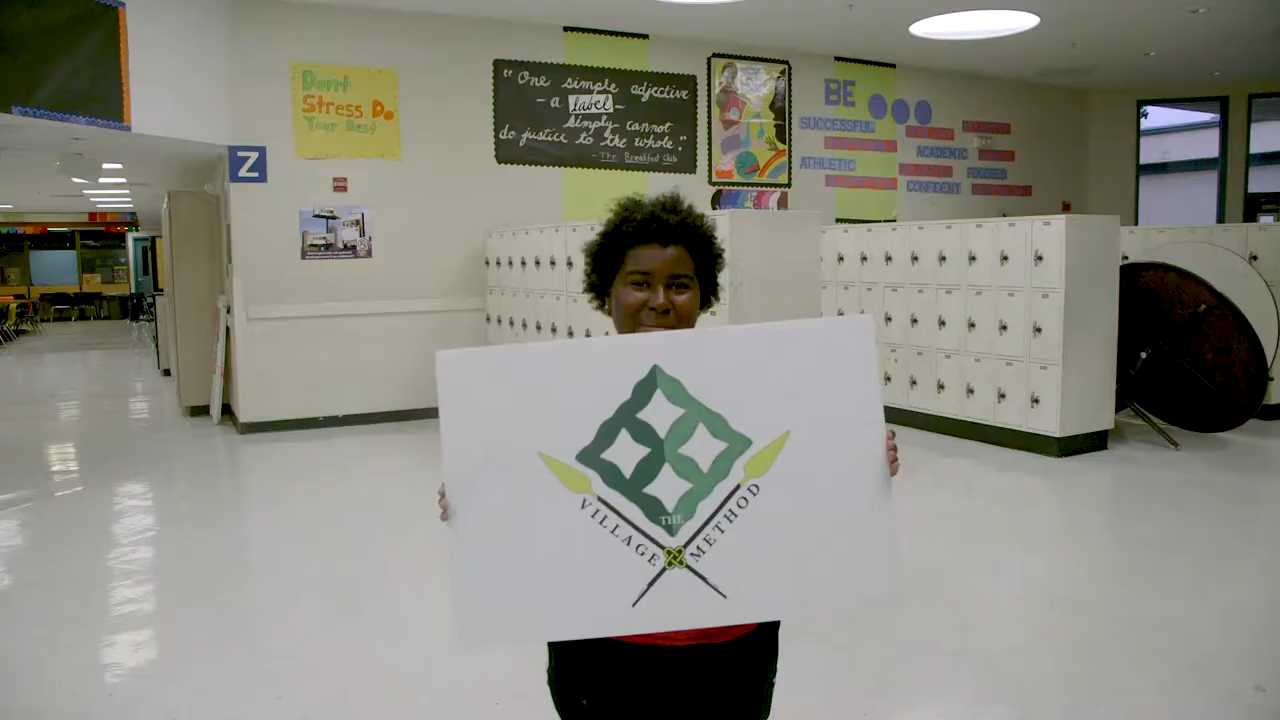 Don't
Stress Do
Your Best
Z
"One simple adjective
- a label -
simply cannot
do justice to the whole."
- The Breakfast Club
BE
SUCCESSFUL
ACADEMIC
ATHLETIC
FOCUSED
CONFIDENT
THE
VILLAGE METHOD